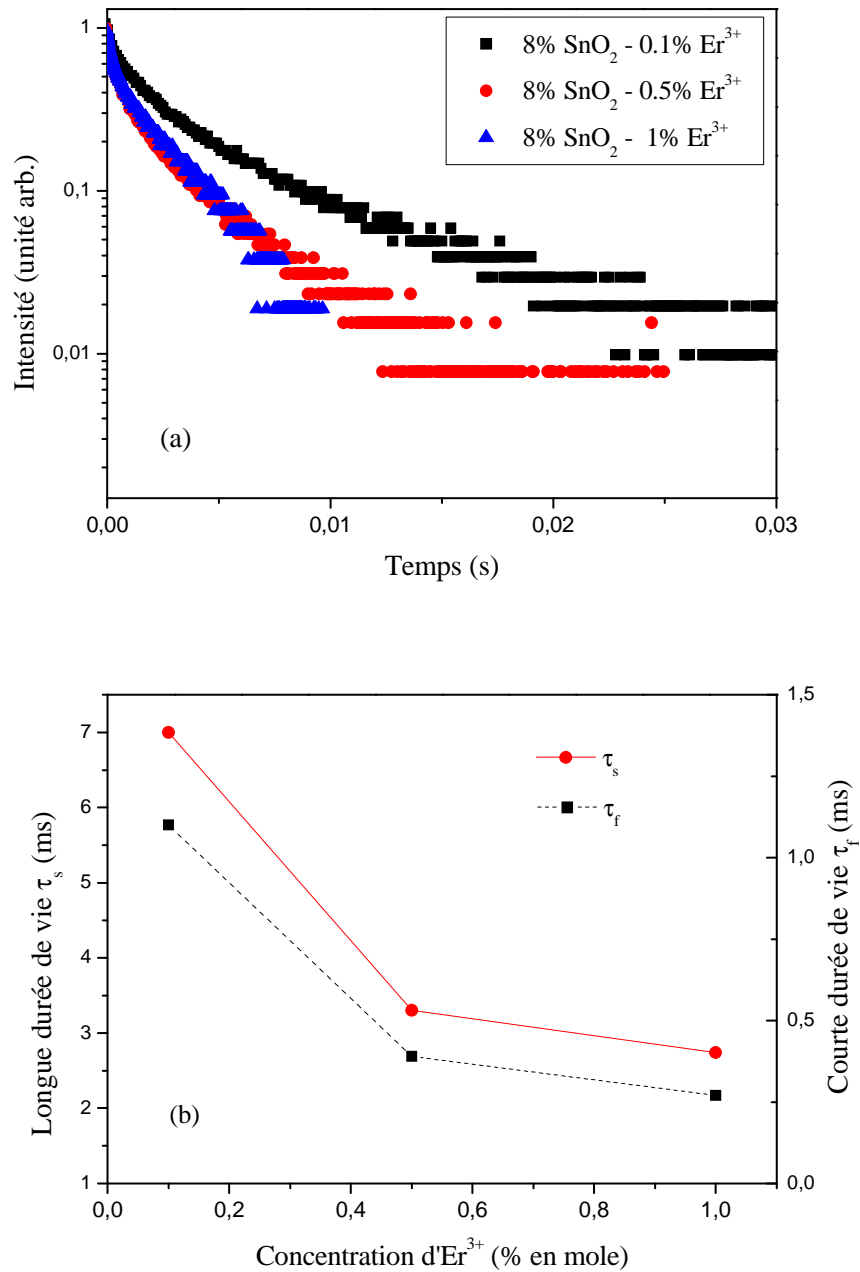 1
0,1
0,01
Intensité (unité arb.)
8% SnO₂ - 0.1% Er³⁺
8% SnO₂ - 0.5% Er³⁺
8% SnO₂ - 1% Er³⁺
(a)
0,00 0,01 0,02 0,03
Temps (s)
7
6
5
4
3
2
1
Longue durée de vie τₛ (ms)
τₛ
τf
(b)
1,5
1,0
0,5
0,0
Courte durée de vie τf (ms)
0,0 0,2 0,4 0,6 0,8 1,0
Concentration d'Er³⁺ (% en mole)